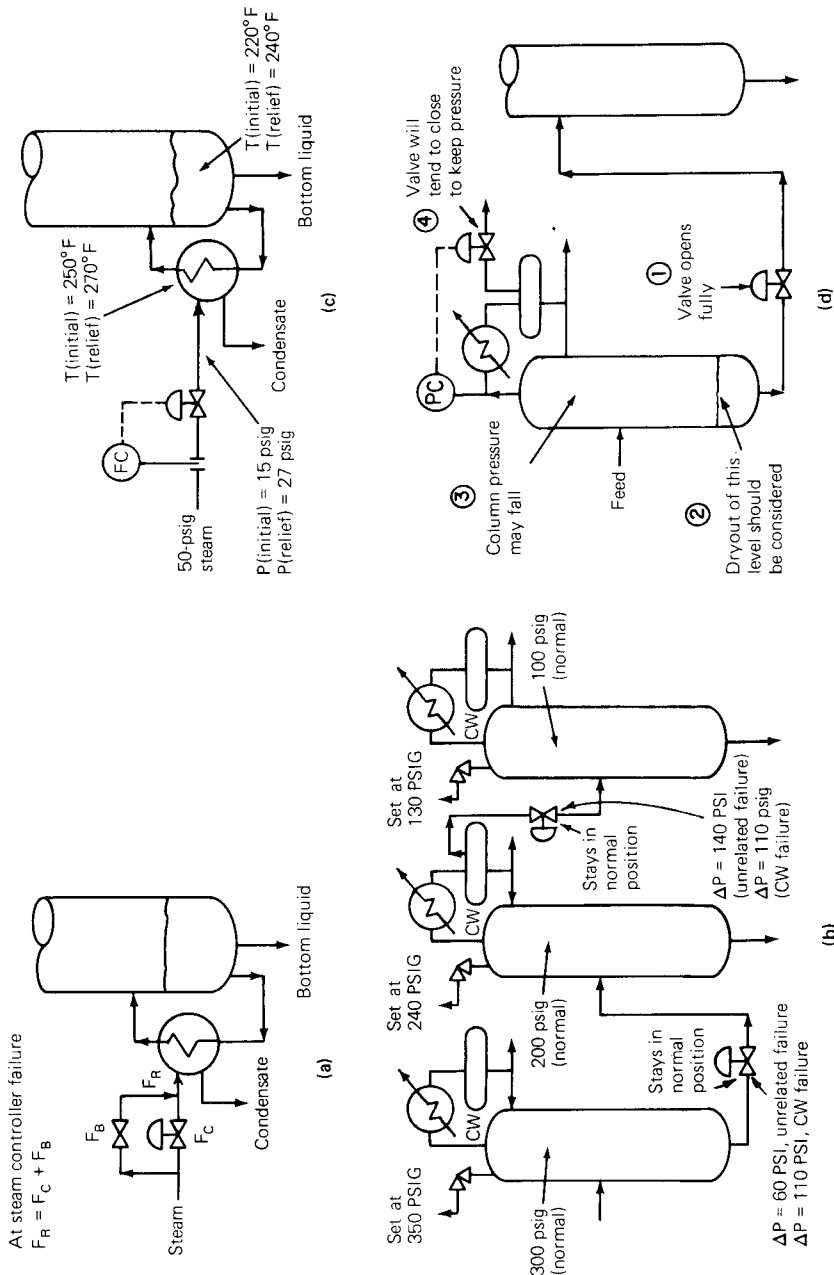 At steam controller failure
F_R = F_C + F_B
F_B
F_R
F_C
Steam
Condensate
Bottom liquid
(a)
FC
50-psig
steam
P(initial) = 15 psig
P(relief) = 27 psig
T(initial) = 250°F
T(relief) = 270°F
T(initial) = 220°F
T(relief) = 240°F
Condensate
Bottom liquid
(c)
Set at
350 PSIG
CW
300 psig
(normal)
Set at
240 PSIG
CW
200 psig
(normal)
Set at
130 PSIG
CW
100 psig
(normal)
Stays in
normal
position
ΔP = 60 PSI, unrelated failure
ΔP = 110 PSI, CW failure
Stays in
normal
position
ΔP = 140 PSI
(unrelated failure)
ΔP = 110 psig
(CW failure)
(b)
PC
④
Valve will
tend to close
to keep pressure
③
Column pressure
may fall
Feed
②
Dryout of this
level should
be considered
①
Valve opens
fully
(d)